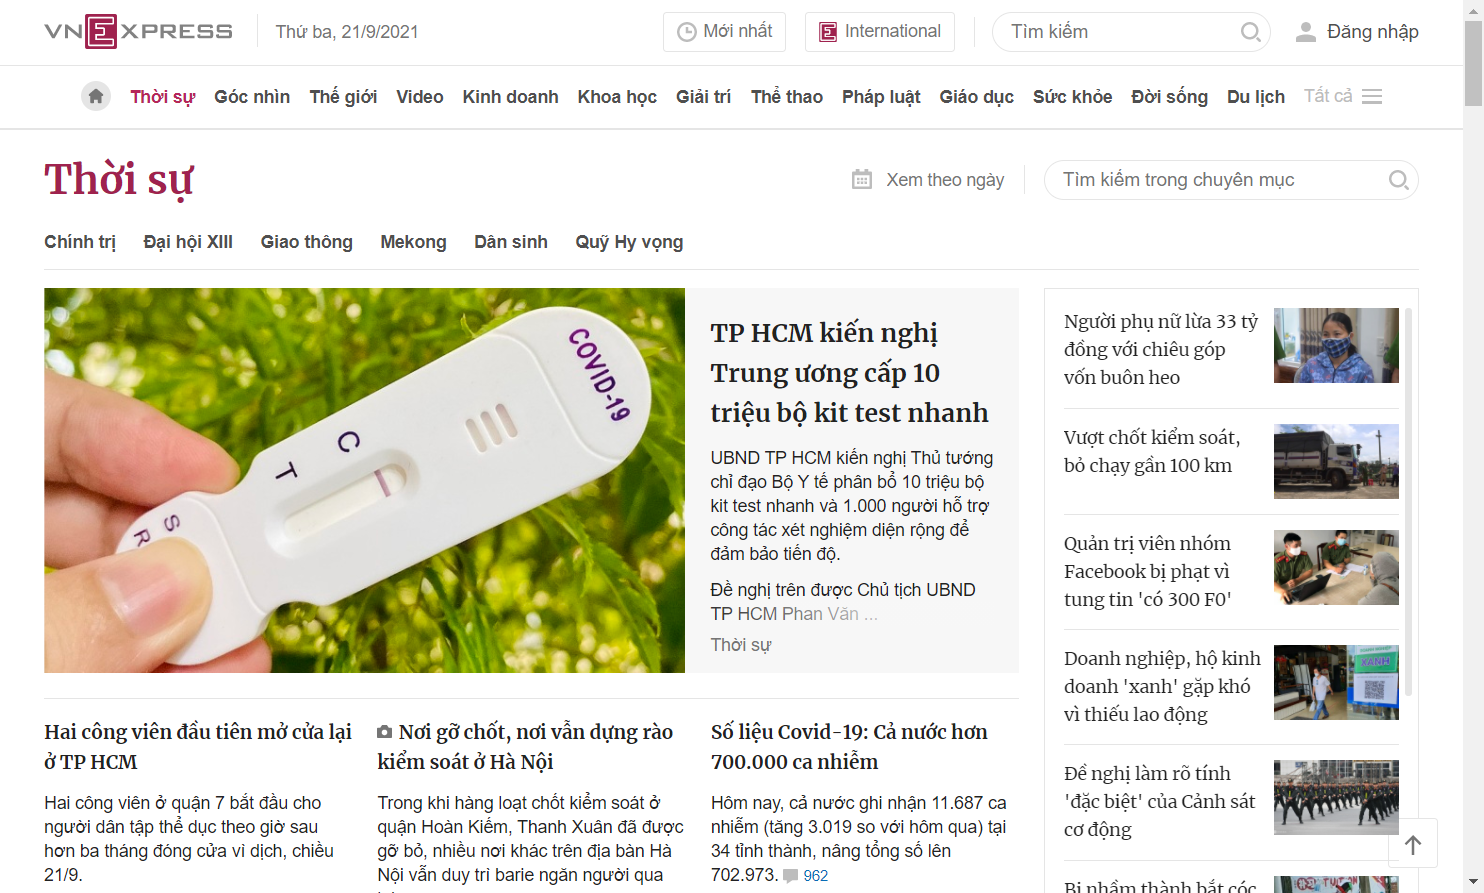 VNEXPRESS
Thứ ba, 21/9/2021
Mới nhất
International
Tìm kiếm
Đăng nhập
Thời sự
Góc nhìn
Thế giới
Video
Kinh doanh
Khoa học
Giải trí
Thể thao
Pháp luật
Giáo dục
Sức khỏe
Đời sống
Du lịch
Tất cả
Thời sự
Xem theo ngày
Tìm kiếm trong chuyên mục
Chính trị
Đại hội XIII
Giao thông
Mekong
Dân sinh
Quỹ Hy vọng
COVID-19
C
T
S
R
TP HCM kiến nghị
Trung ương cấp 10
triệu bộ kit test nhanh
UBND TP HCM kiến nghị Thủ tướng
chỉ đạo Bộ Y tế phân bổ 10 triệu bộ
kit test nhanh và 1.000 người hỗ trợ
công tác xét nghiệm diện rộng để
đảm bảo tiến độ.
Đề nghị trên được Chủ tịch UBND
TP HCM Phan Văn ...
Thời sự
Hai công viên đầu tiên mở cửa lại
ở TP HCM
Hai công viên ở quận 7 bắt đầu cho
người dân tập thể dục theo giờ sau
hơn ba tháng đóng cửa vì dịch, chiều
21/9.
Nơi gỡ chốt, nơi vẫn dựng rào
kiểm soát ở Hà Nội
Trong khi hàng loạt chốt kiểm soát ở
quận Hoàn Kiếm, Thanh Xuân đã được
gỡ bỏ, nhiều nơi khác trên địa bàn Hà
Nội vẫn duy trì barie ngăn người qua
Số liệu Covid-19: Cả nước hơn
700.000 ca nhiễm
Hôm nay, cả nước ghi nhận 11.687 ca
nhiễm (tăng 3.019 so với hôm qua) tại
34 tỉnh thành, nâng tổng số lên
702.973. 962
Người phụ nữ lừa 33 tỷ
đồng với chiêu góp
vốn buôn heo
Vượt chốt kiểm soát,
bỏ chạy gần 100 km
Quản trị viên nhóm
Facebook bị phạt vì
tung tin 'có 300 F0'
Doanh nghiệp, hộ kinh
doanh 'xanh' gặp khó
vì thiếu lao động
XANH
Đề nghị làm rõ tính
'đặc biệt' của Cảnh sát
cơ động
Bị nhầm thành bắt cóc